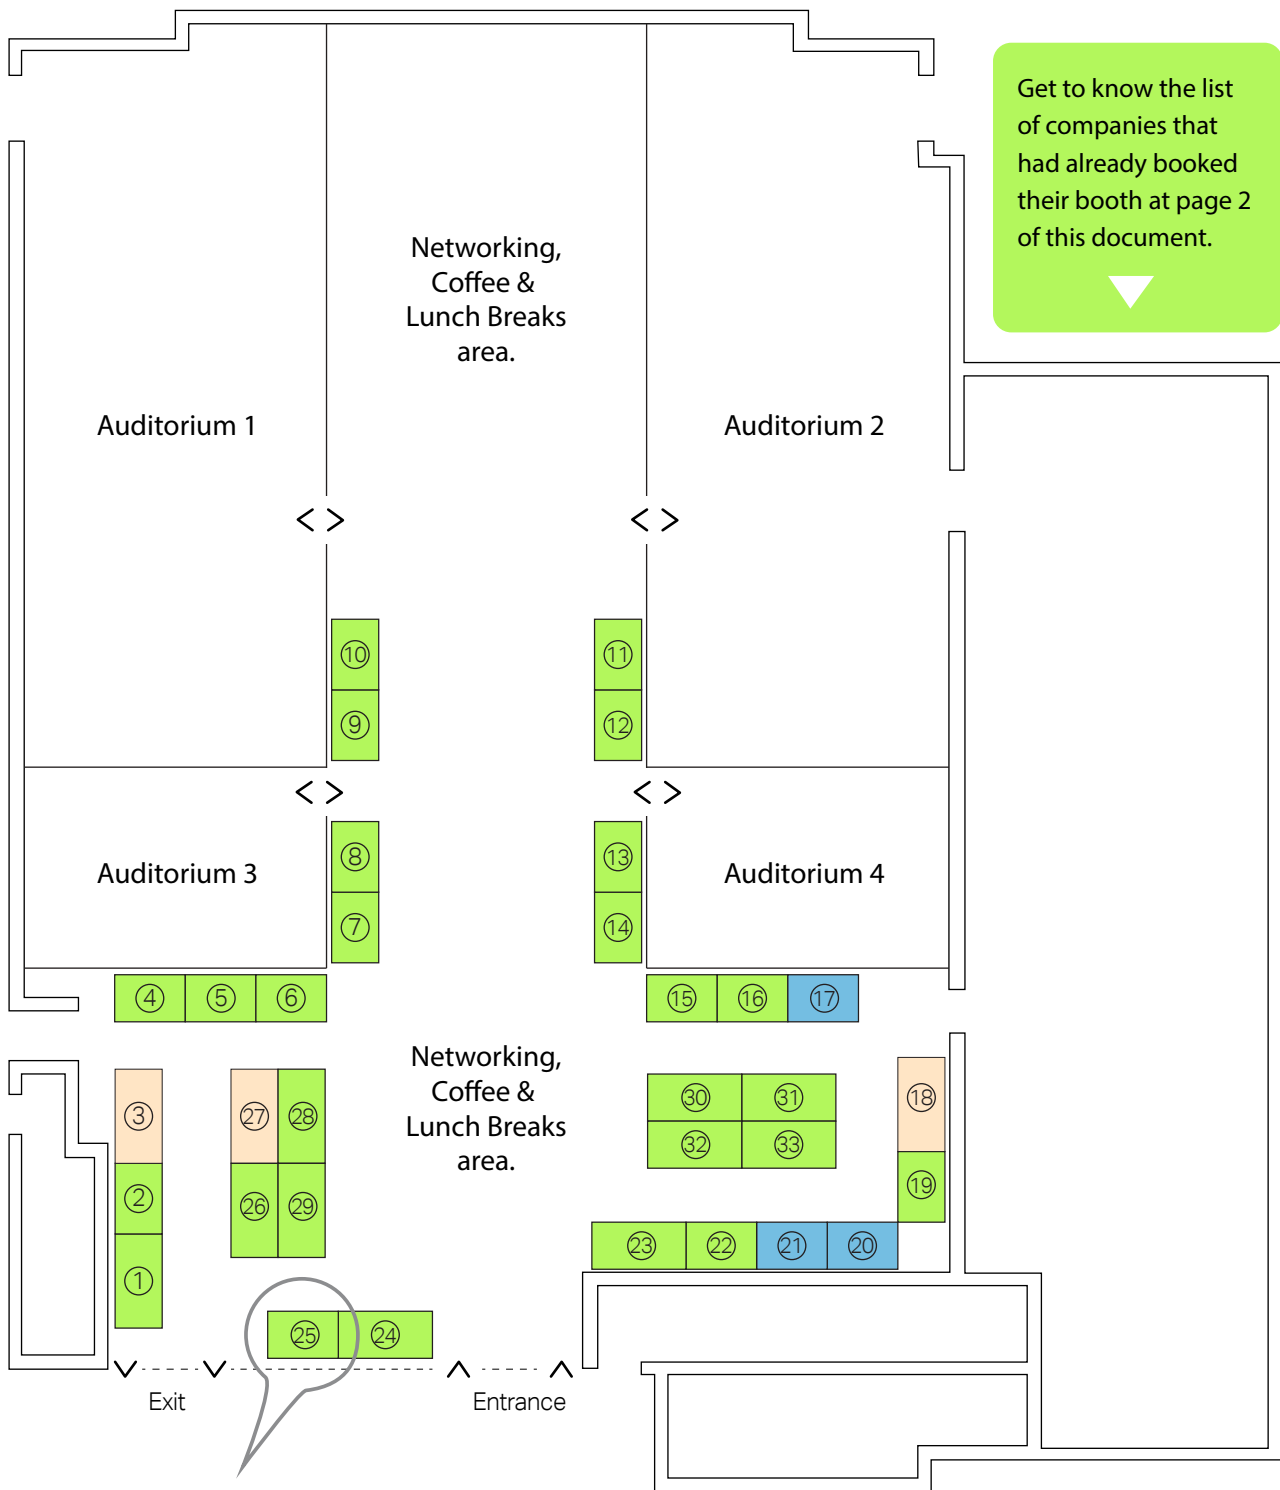 Get to know the list
of companies that
had already booked
their booth at page 2
of this document.
Networking,
Coffee &
Lunch Breaks
area.
Auditorium 1
Auditorium 2
10
11
9
12
8
13
Auditorium 3
Auditorium 4
7
14
4 5 6
15 16 17
Networking,
Coffee &
Lunch Breaks
area.
3
27 28
30 31
18
32 33
2
26 29
19
23 22 21 20
1
25 24
Exit
Entrance